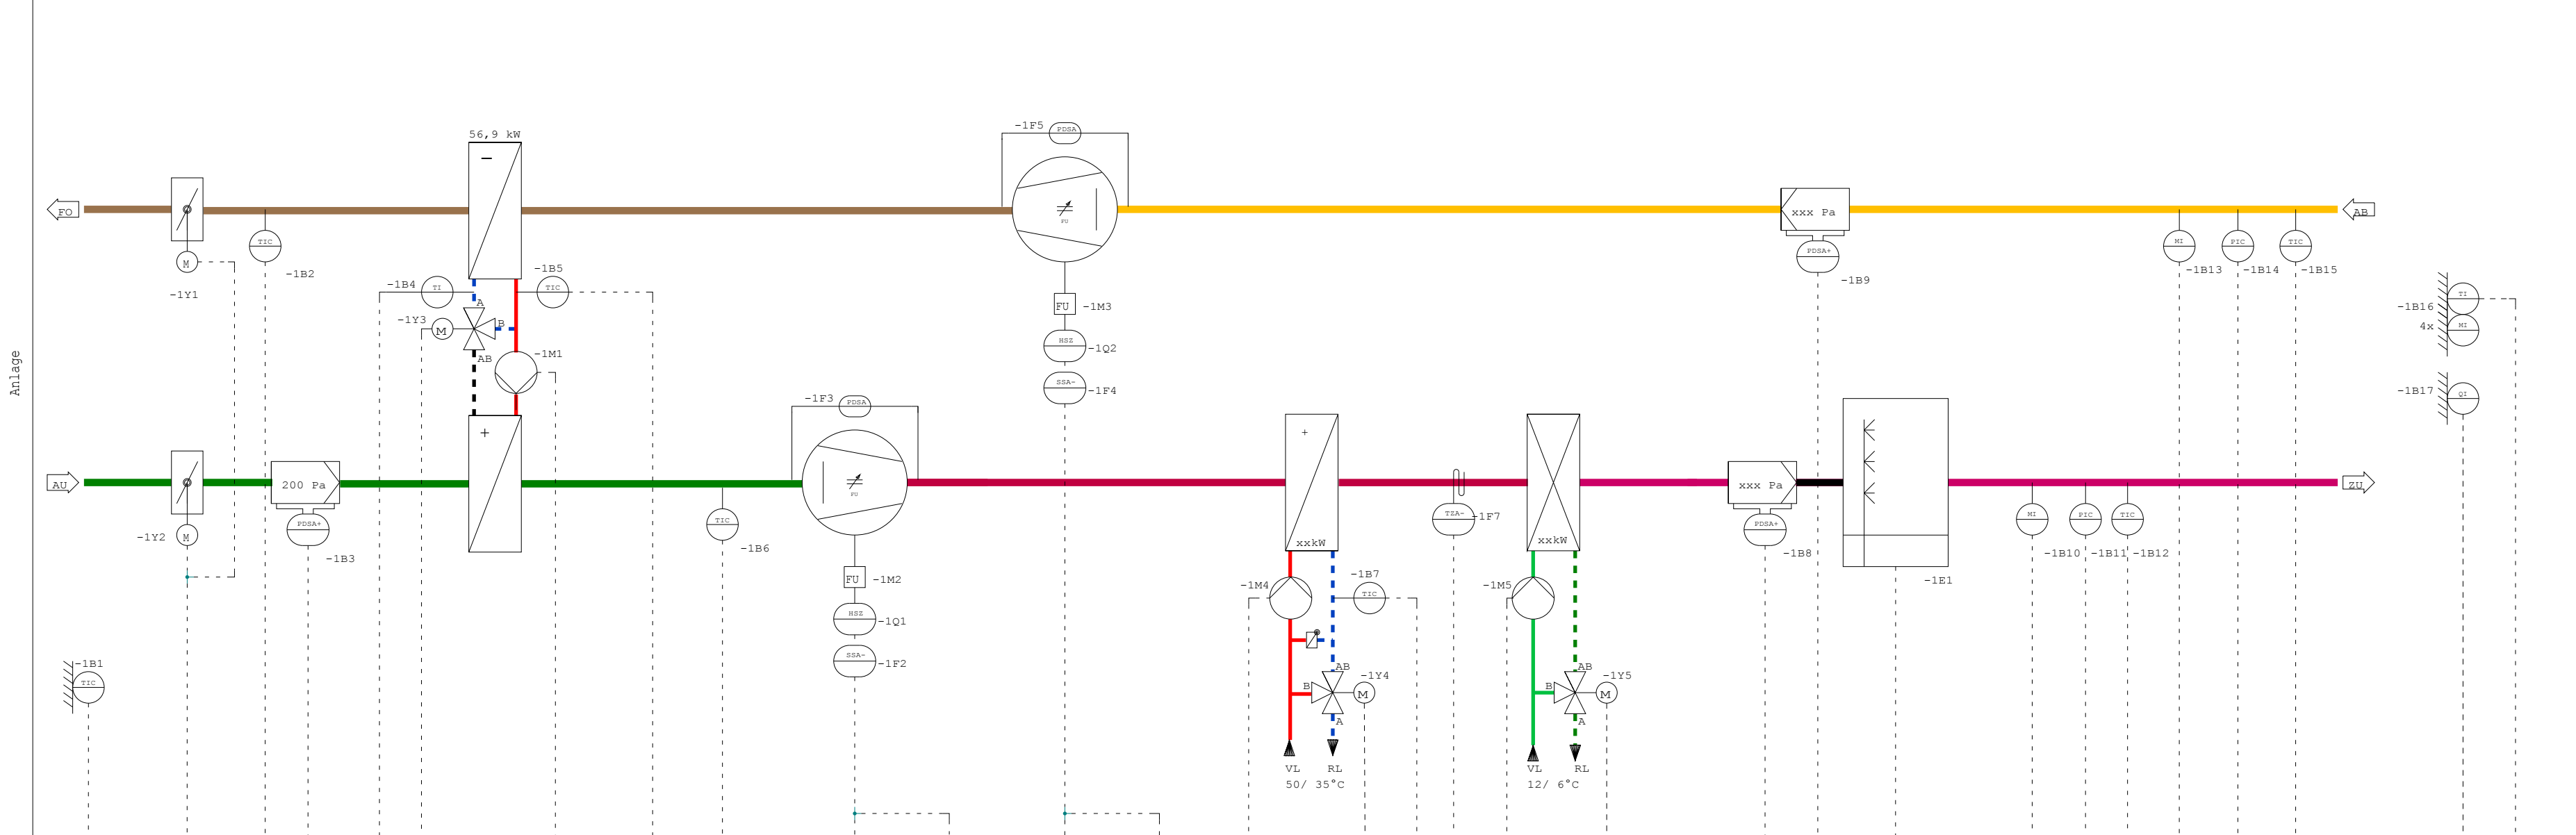 56,9 kW
-1F5 PDSA
FO
xxx Pa
AB
TIC
FU
MI
PIC
TIC
M
-1B2
PDSA+
-1B13
-1B14
-1B15
-1Y1
-1B4
TI
-1B5
TIC
-1B9
TI
-1B16
-1Y3
M
A
B
FU
-1M3
4x
MI
AB
-1M1
HSZ
-1Q2
Anlage
SSA-
-1F4
-1B17
QI
-1F3 PDSA
+
+
AU
200 Pa
FU
xxx Pa
ZU
-1Y2
M
PDSA+
-1B3
TIC
-1B6
TZA-
-1F7
xxkW
xxkW
PDSA+
-1B8
MI
PIC
TIC
-1B10
-1B11
-1B12
FU
-1M2
-1M4
-1B7
TIC
-1M5
-1E1
HSZ
-1Q1
-1B1
TIC
SSA-
-1F2
AB
B
-1Y4
M
A
AB
B
-1Y5
M
A
VL
RL
50/ 35°C
VL
RL
12/ 6°C